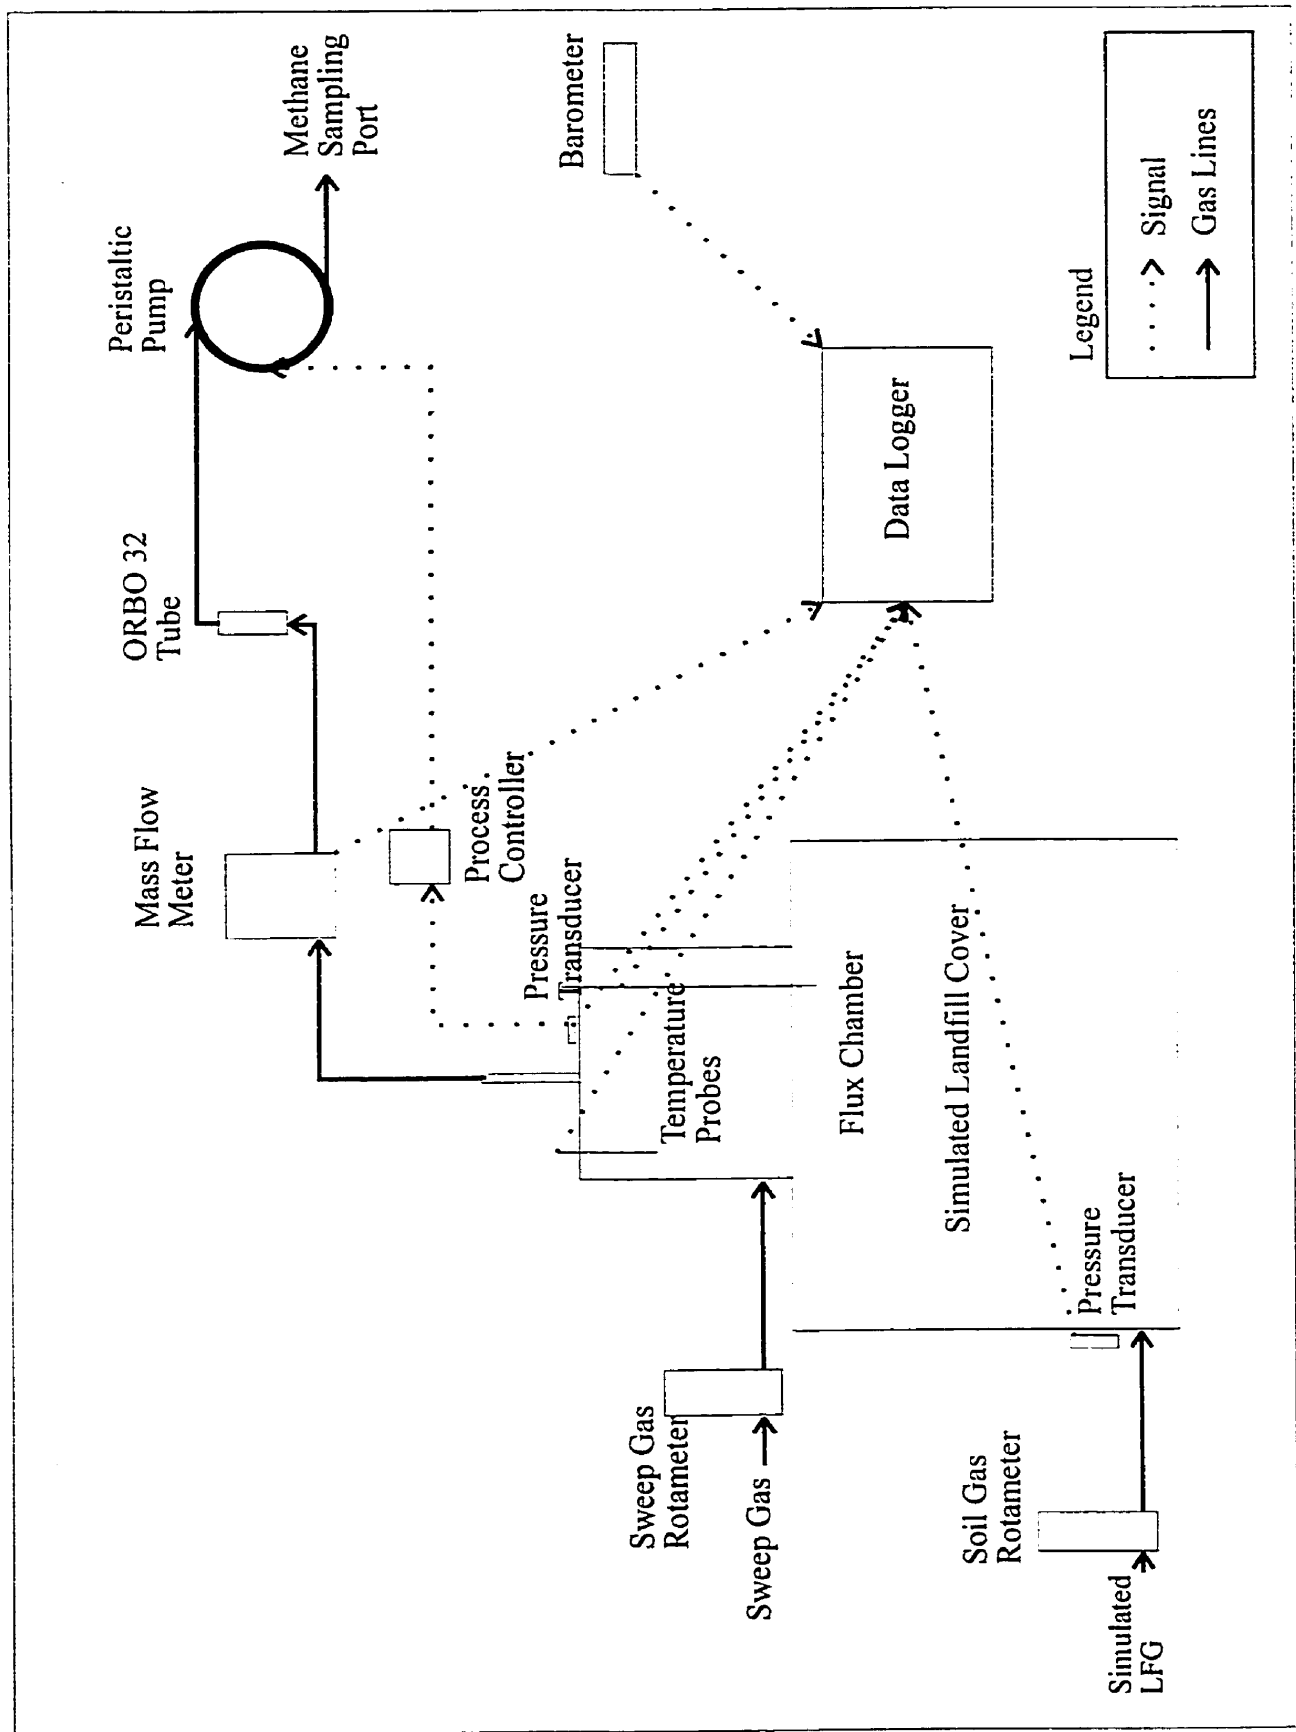 Mass Flow
Meter
ORBO 32
Tube
Peristaltic
Pump
Methane
Sampling
Port
Process
Controller
Pressure
Transducer
Temperature
Probes
Barometer
Sweep Gas
Rotameter
Sweep Gas
Flux Chamber
Data Logger
Simulated Landfill Cover
Soil Gas
Rotameter
Simulated
LFG
Pressure
Transducer
Legend
Signal
Gas Lines